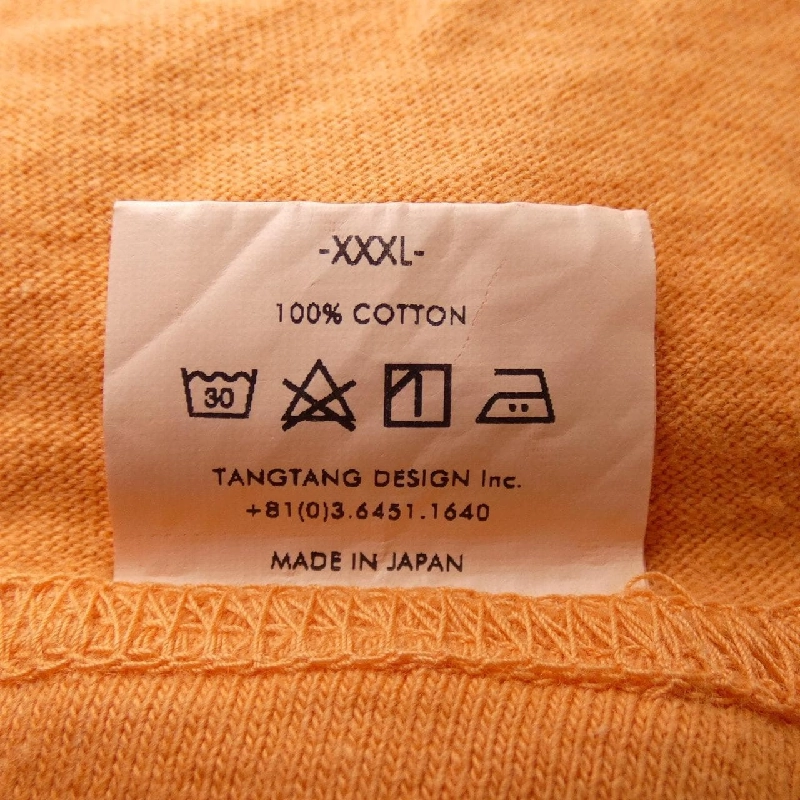 -XXXL-
100% COTTON
30
TANGTANG DESIGN Inc.
+81(0)3.6451.1640
MADE IN JAPAN